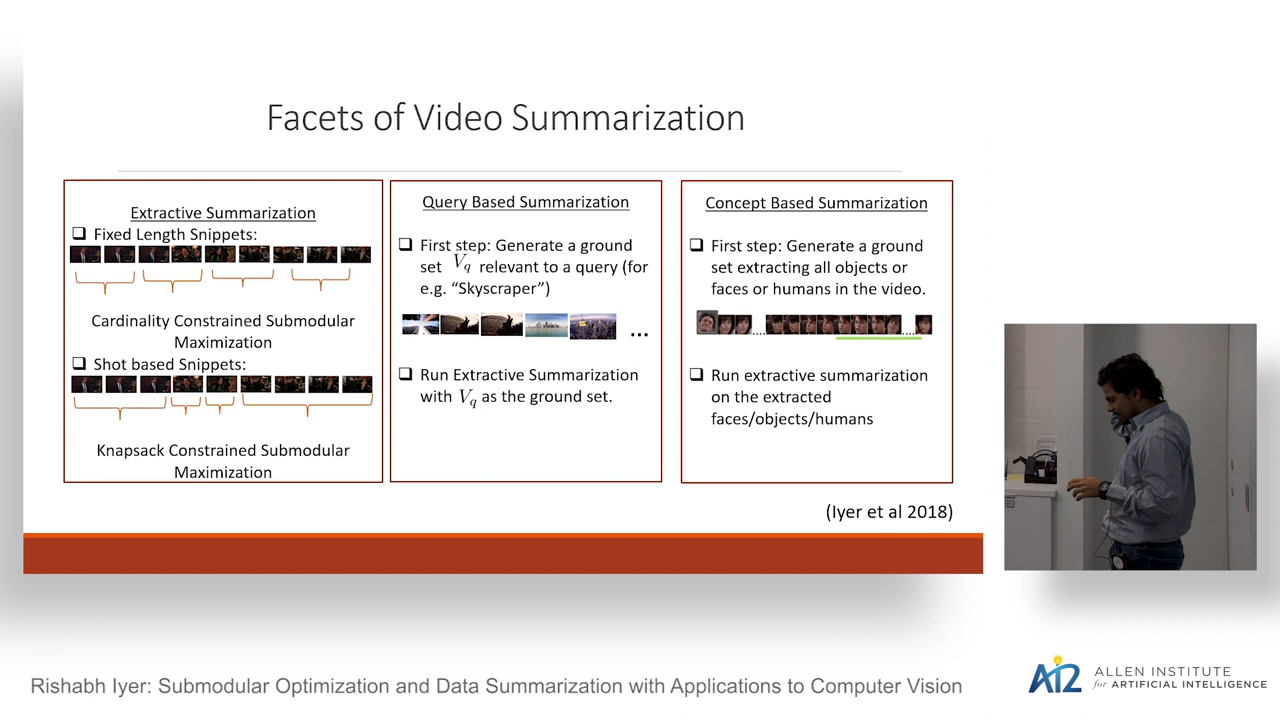 Facets of Video Summarization
Extractive Summarization
Fixed Length Snippets:
Cardinality Constrained Submodular
Maximization
Shot based Snippets:
Knapsack Constrained Submodular
Maximization
Query Based Summarization
First step: Generate a ground
set Vq relevant to a query (for
e.g. “Skyscraper”)
...
Run Extractive Summarization
with Vq as the ground set.
Concept Based Summarization
First step: Generate a ground
set extracting all objects or
faces or humans in the video.
Run extractive summarization
on the extracted
faces/objects/humans
(Iyer et al 2018)
Rishabh Iyer: Submodular Optimization and Data Summarization with Applications to Computer Vision
AI2
ALLEN INSTITUTE
for ARTIFICIAL INTELLIGENCE